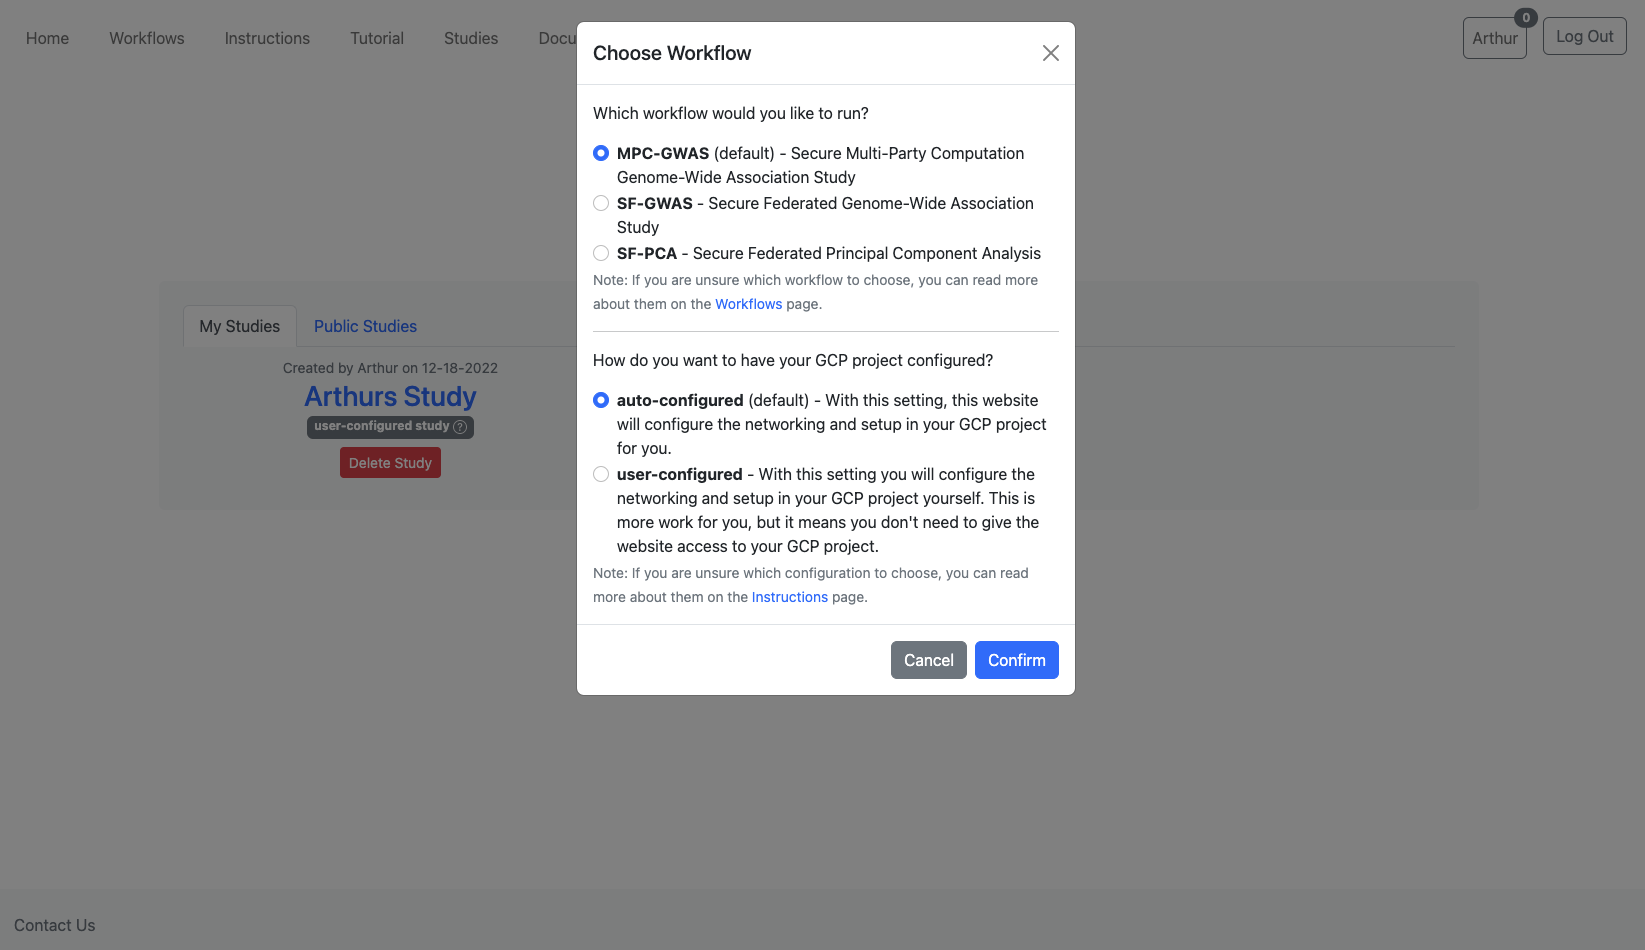 Home Workflows Instructions Tutorial Studies Docu
Arthur 0 Log Out
Choose Workflow
Which workflow would you like to run?
MPC-GWAS (default) - Secure Multi-Party Computation
Genome-Wide Association Study
SF-GWAS - Secure Federated Genome-Wide Association
Study
SF-PCA - Secure Federated Principal Component Analysis
Note: If you are unsure which workflow to choose, you can read more
about them on the Workflows page.
How do you want to have your GCP project configured?
auto-configured (default) - With this setting, this website
will configure the networking and setup in your GCP project
for you.
user-configured - With this setting you will configure the
networking and setup in your GCP project yourself. This is
more work for you, but it means you don't need to give the
website access to your GCP project.
Note: If you are unsure which configuration to choose, you can read
more about them on the Instructions page.
Cancel Confirm
My Studies Public Studies
Created by Arthur on 12-18-2022
Arthurs Study
user-configured study ?
Delete Study
Contact Us